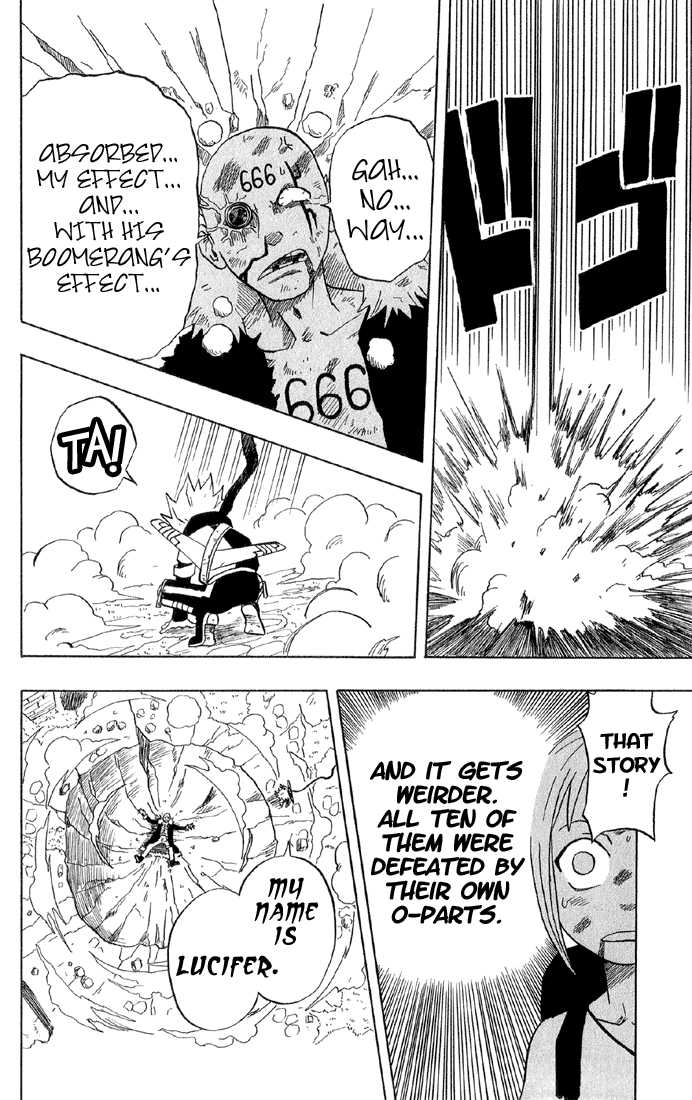 ドゴ
GAH...
NO...
WAY...
ABSORBED...
MY EFFECT...
AND...
WITH HIS
BOOMERANG'S
EFFECT...
666
666
TA!
THAT
STORY
!
AND IT GETS
WEIRDER.
ALL TEN OF
THEM WERE
DEFEATED BY
THEIR OWN
O-PARTS.
MY
NAME
IS
LUCIFER.